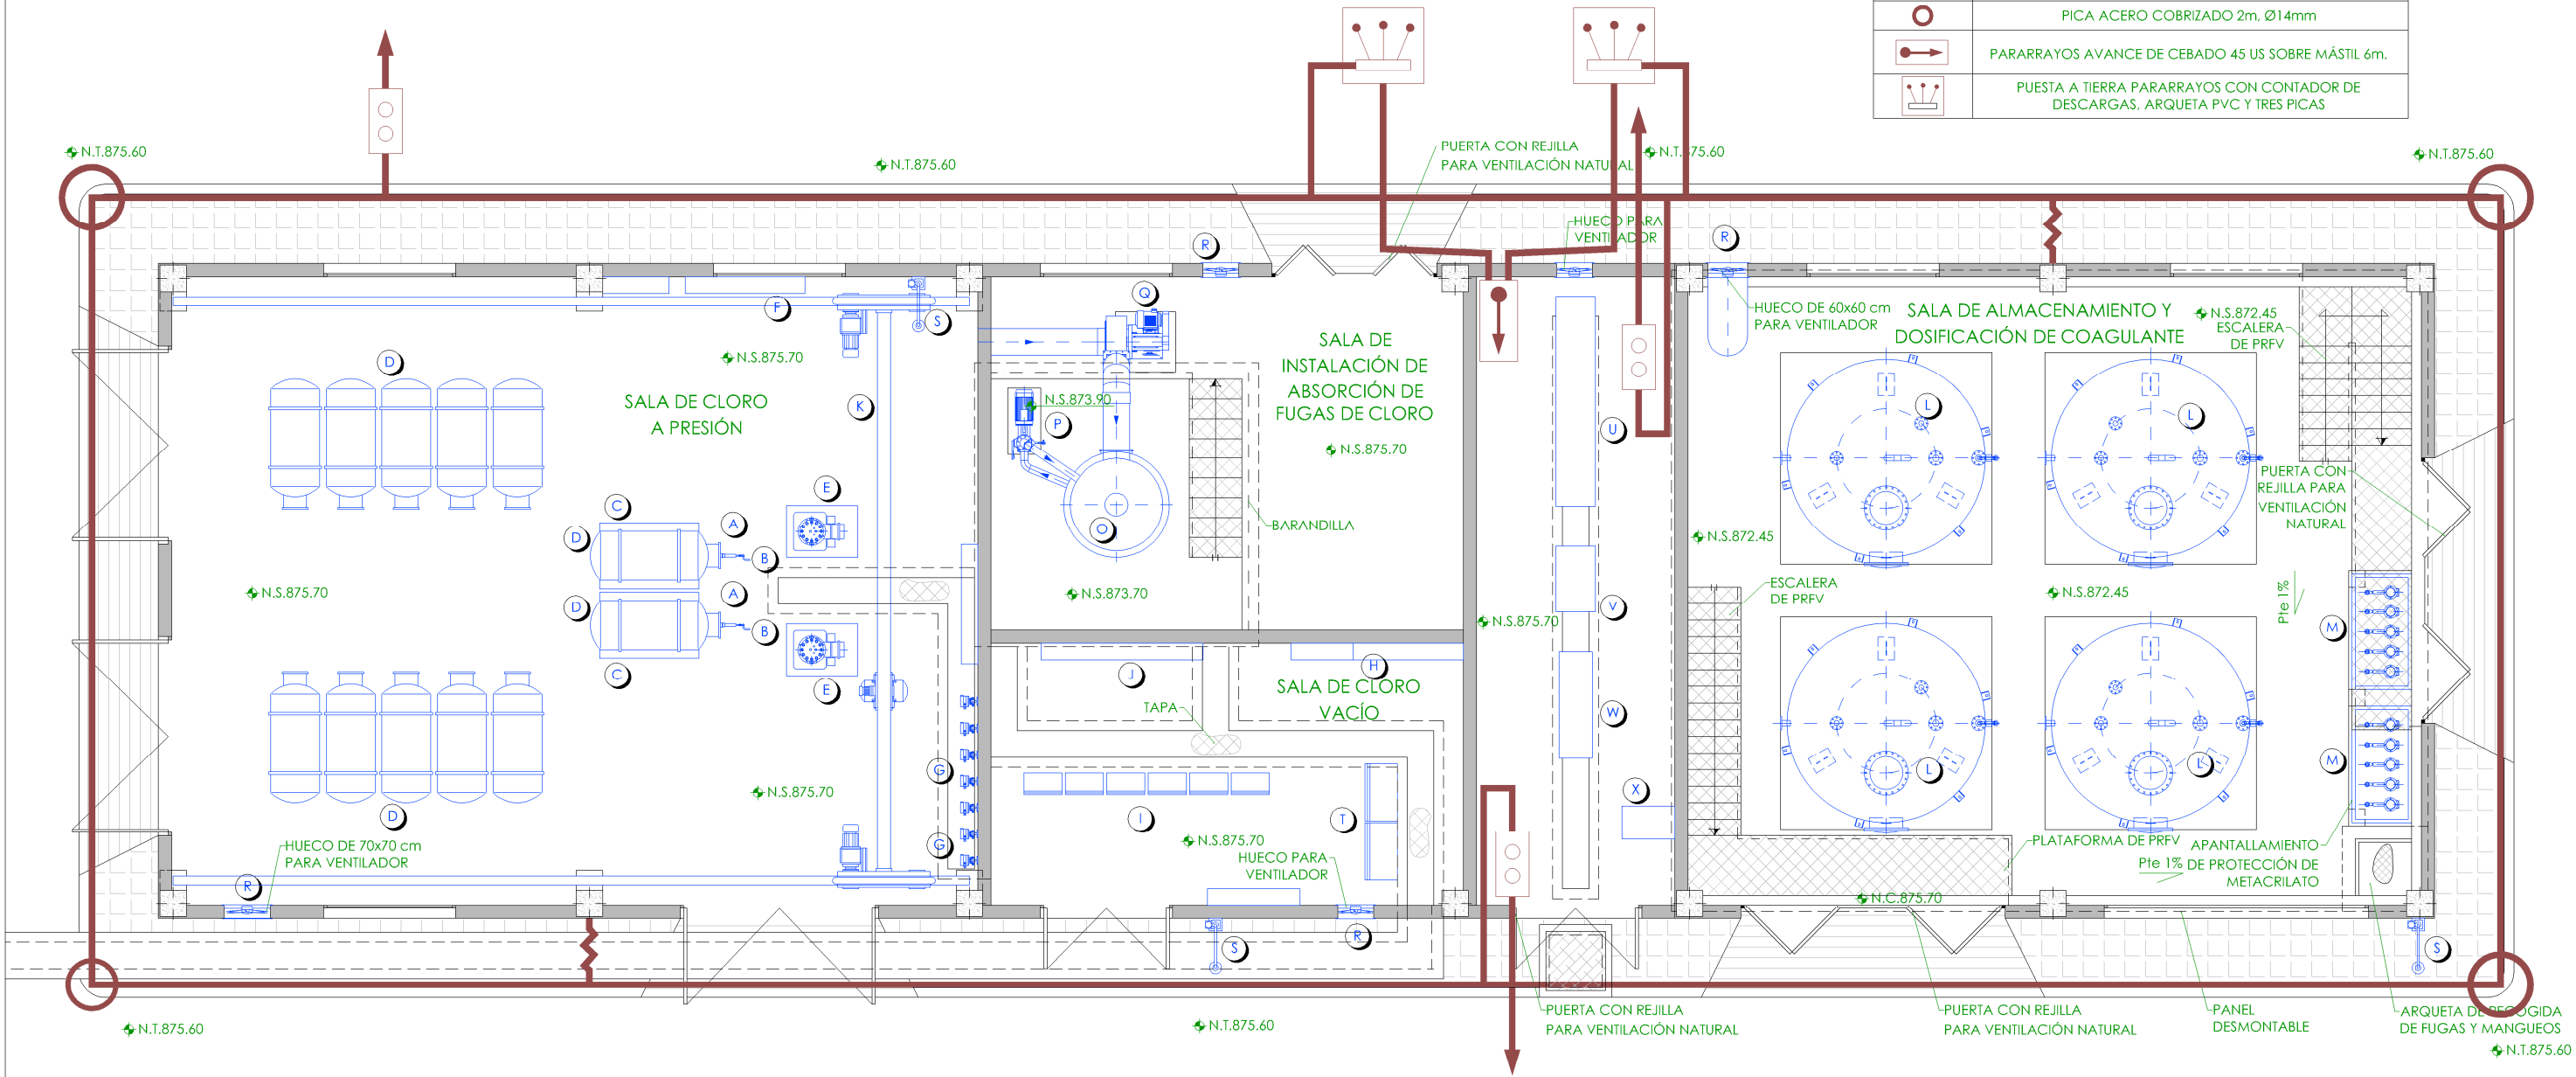 PICA ACERO COBRIZADO 2m, Ø14mm
PARARRAYOS AVANCE DE CEBADO 45 US SOBRE MÁSTIL 6m.
PUESTA A TIERRA PARARRAYOS CON CONTADOR DE
DESCARGAS, ARQUETA PVC Y TRES PICAS
N.T.875.60
N.T.875.60
PUERTA CON REJILLA
PARA VENTILACIÓN NATURAL
N.T.875.60
N.T.875.60
HUECO PARA
VENTILADOR
R
R
F
S
Q
HUECO DE 60x60 cm
PARA VENTILADOR
SALA DE ALMACENAMIENTO Y
DOSIFICACIÓN DE COAGULANTE
N.S.872.45
ESCALERA
DE PRFV
D
N.S.875.70
SALA DE CLORO
A PRESIÓN
K
N.S.873.90
P
SALA DE
INSTALACIÓN DE
ABSORCIÓN DE
FUGAS DE CLORO
N.S.875.70
U
L
L
PUERTA CON
REJILLA PARA
VENTILACIÓN
NATURAL
C
E
D
A
B
O
BARANDILLA
N.S.872.45
N.S.875.70
D
A
B
N.S.873.70
V
ESCALERA
DE PRFV
N.S.872.45
Pte 1%
N.S.875.70
M
C
E
J
H
SALA DE CLORO
VACÍO
TAPA
W
G
N.S.875.70
L
L
M
X
D
I
T
G
N.S.875.70
HUECO DE 70x70 cm
PARA VENTILADOR
R
HUECO PARA
VENTILADOR
PLATAFORMA DE PRFV
APANTALLAMIENTO
DE PROTECCIÓN DE
METACRILATO
Pte 1%
N.C.875.70
S
R
S
N.T.875.60
N.T.875.60
PUERTA CON REJILLA
PARA VENTILACIÓN NATURAL
PUERTA CON REJILLA
PARA VENTILACIÓN NATURAL
PANEL
DESMONTABLE
ARQUETA DE RECOGIDA
DE FUGAS Y MANGUEOS
N.T.875.60